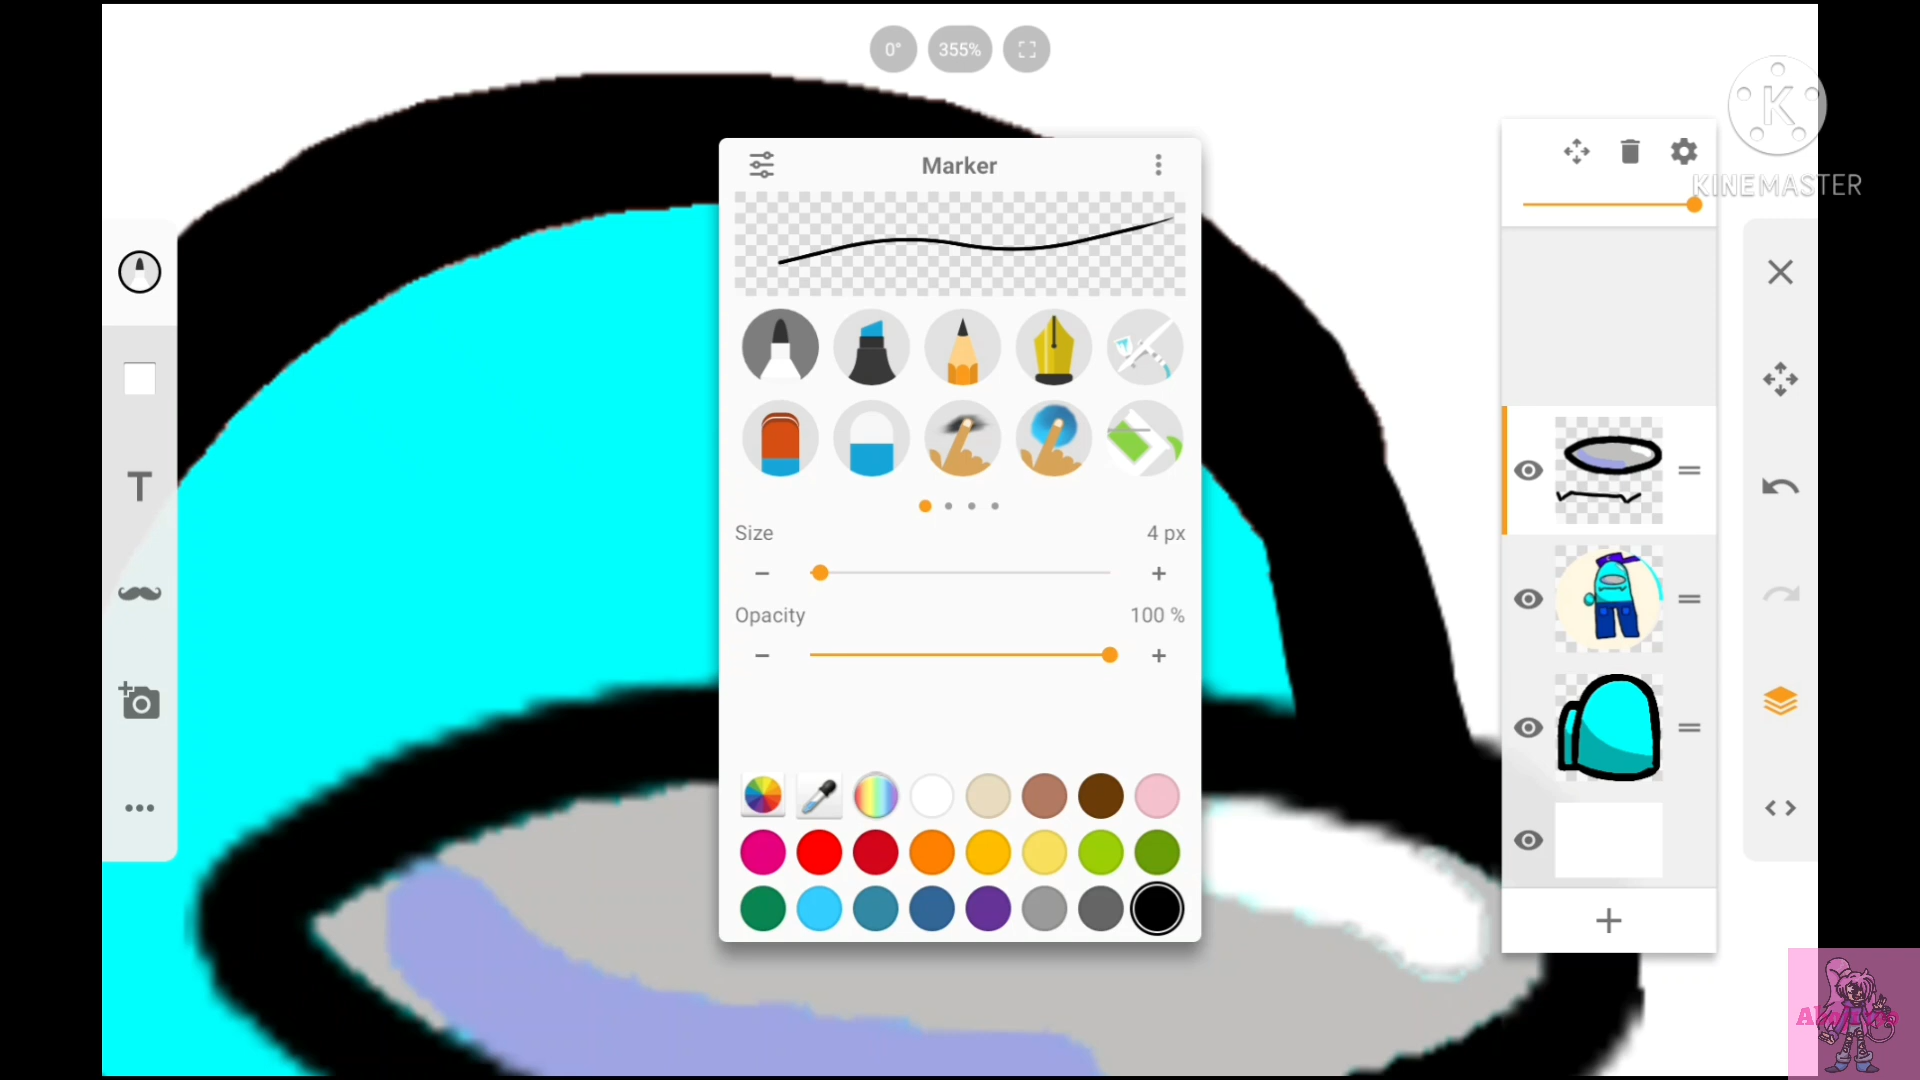 0°
355%
K
KINEMASTER
Marker
T
Size
4 px
Opacity
100 %